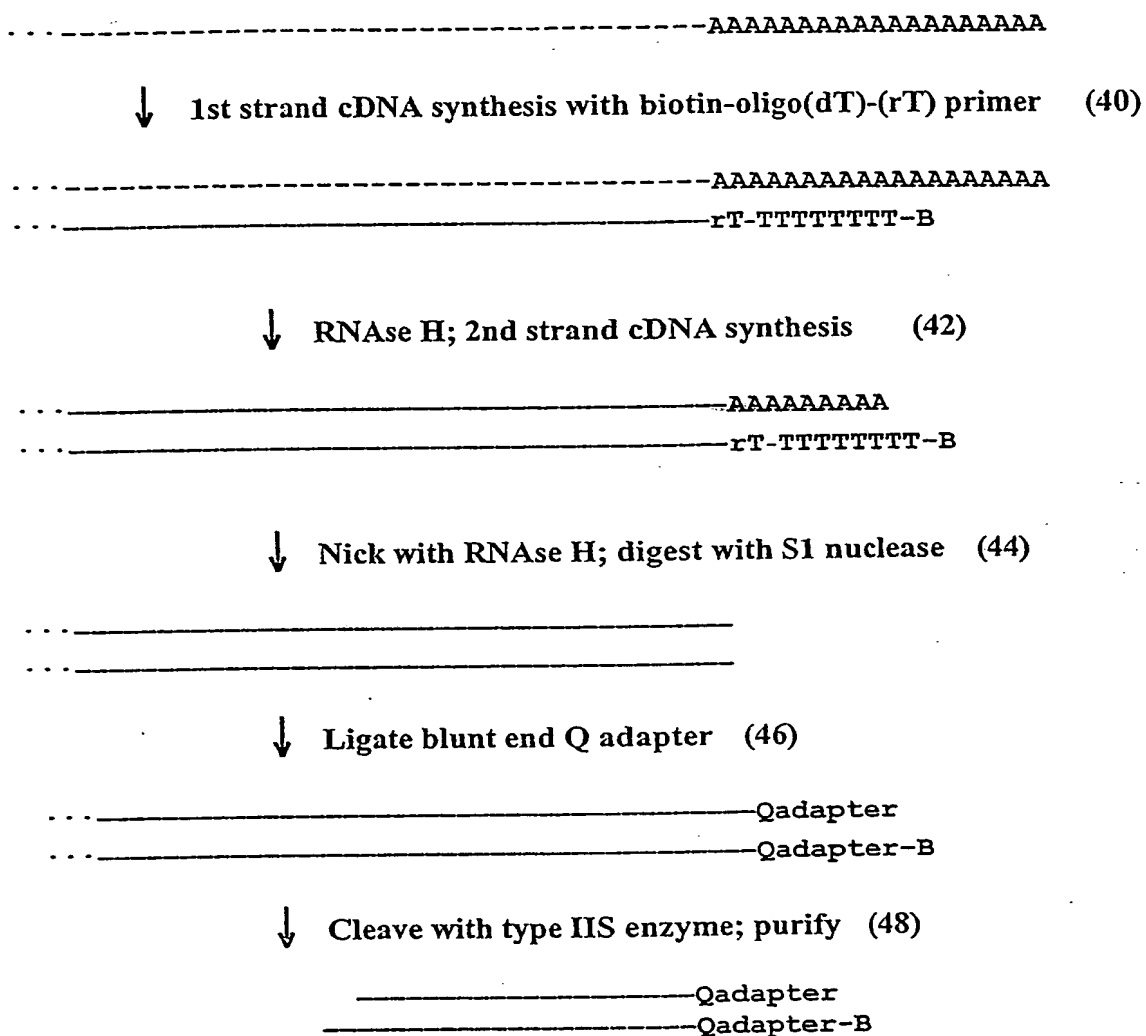 AAAAAAAAAAAAAAAAAAA
↓ 1st strand cDNA synthesis with biotin-oligo(dT)-(rT) primer (40)
AAAAAAAAAAAAAAAAAAA
rT-TTTTTTTT-B
↓ RNAse H; 2nd strand cDNA synthesis (42)
AAAAAAAAA
rT-TTTTTTTT-B
↓ Nick with RNAse H; digest with S1 nuclease (44)
↓ Ligate blunt end Q adapter (46)
Qadapter
Qadapter-B
↓ Cleave with type IIS enzyme; purify (48)
Qadapter
Qadapter-B